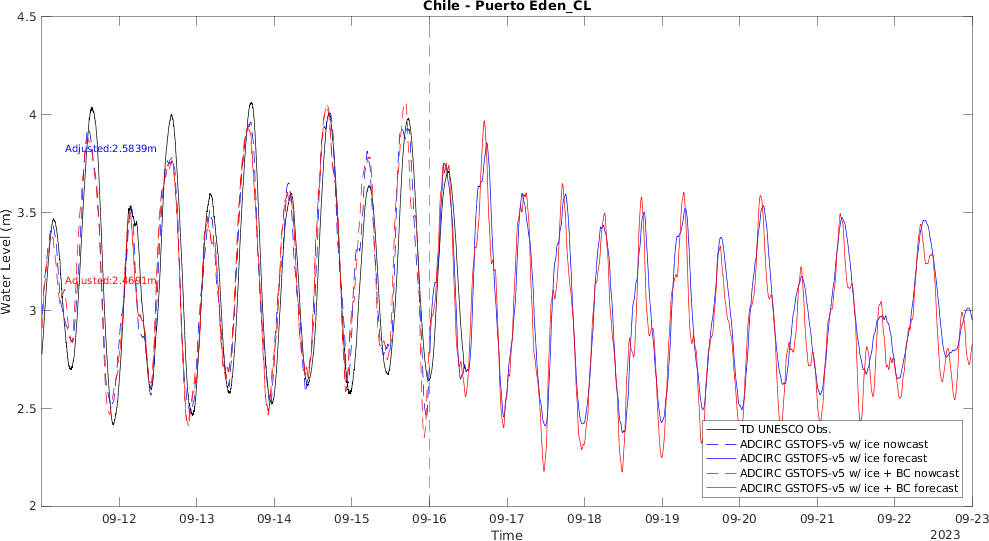 Chile - Puerto Eden_CL
4.5
4
3.5
3
2.5
2
Water Level (m)
Adjusted:2.5839m
Adjusted:2.4691m
TD UNESCO Obs.
ADCIRC GSTOFS-v5 w/ ice nowcast
ADCIRC GSTOFS-v5 w/ ice forecast
ADCIRC GSTOFS-v5 w/ ice + BC nowcast
ADCIRC GSTOFS-v5 w/ ice + BC forecast
09-12 09-13 09-14 09-15 09-16 09-17 09-18 09-19 09-20 09-21 09-22 09-23
Time
2023